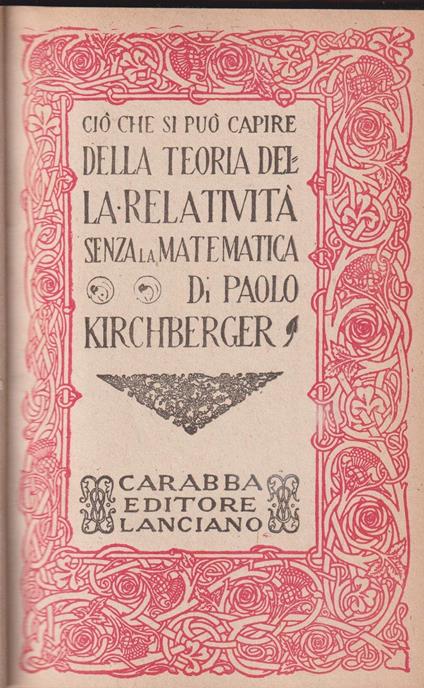 CIÒ CHE SI PUÒ CAPIRE
DELLA TEORIA DEL=
LA·RELATIVITÀ
SENZA LA MATEMATICA
Di PAOLO
KIRCHBERGER
CARABBA
EDITORE
LANCIANO